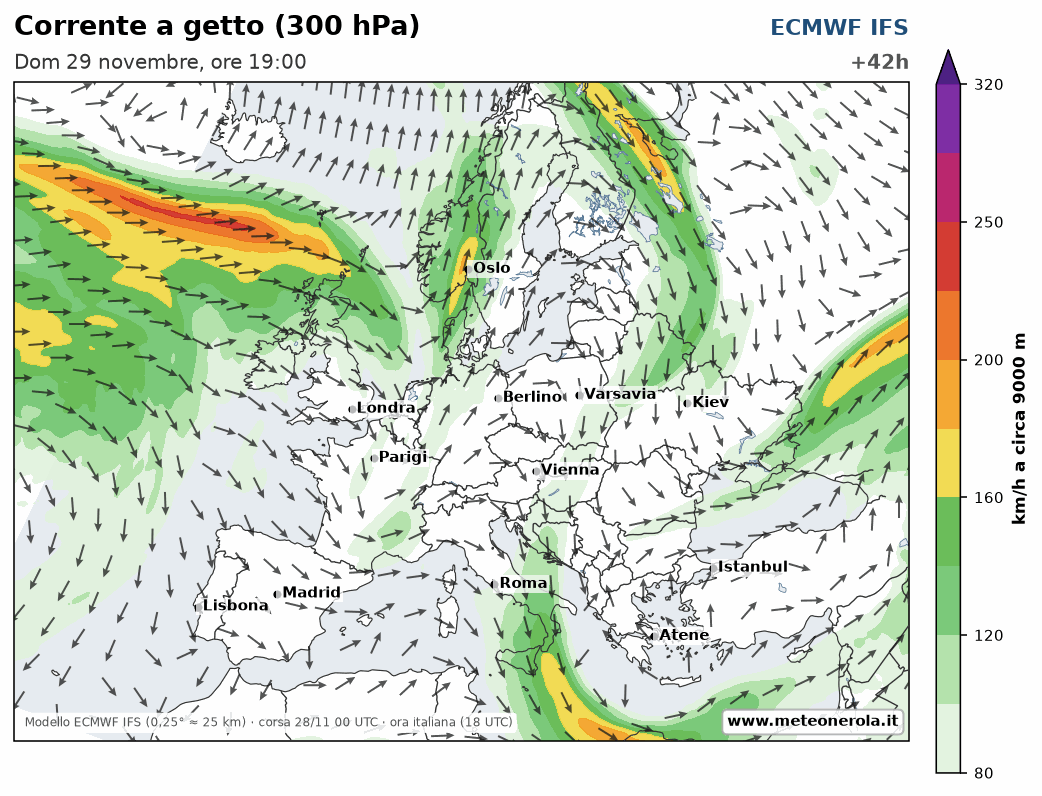 Corrente a getto (300 hPa)
ECMWF IFS
Dom 29 novembre, ore 19:00
+42h
320
250
200
160
120
80
km/h a circa 9000 m
Oslo
Berlino
Varsavia
Kiev
Londra
Parigi
Vienna
Istanbul
Roma
Madrid
Lisbona
Atene
Modello ECMWF IFS (0,25° ≈ 25 km) · corsa 28/11 00 UTC · ora italiana (18 UTC)
www.meteonerola.it